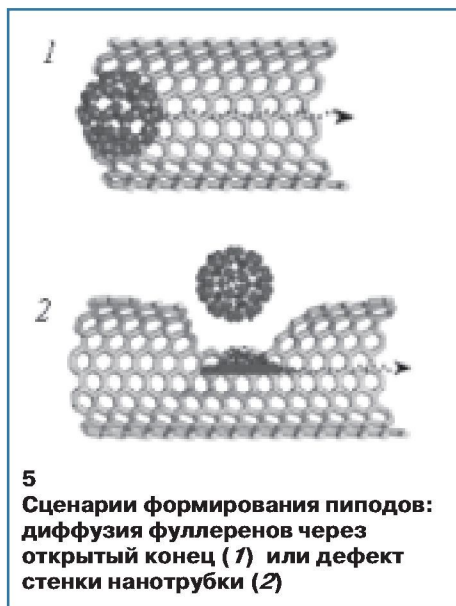 1
2
5
Сценарии формирования пиподов:
диффузия фуллеренов через
открытый конец (1) или дефект
стенки нанотрубки (2)